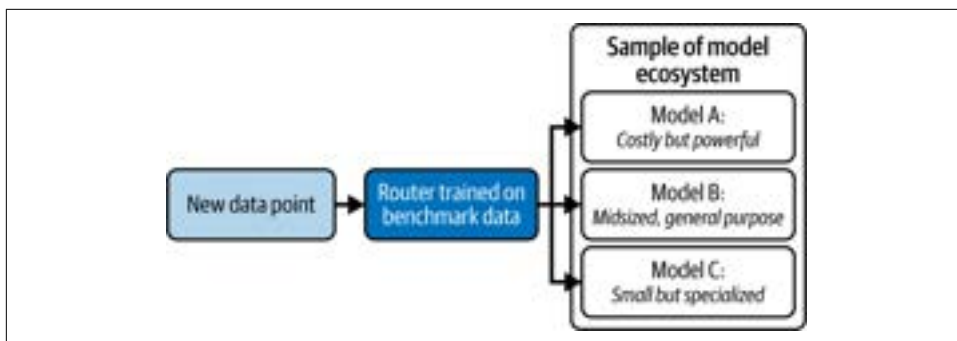 Sample of model
ecosystem
Model A:
Costly but powerful
New data point
Router trained on
benchmark data
Model B:
Midsized, general purpose
Model C:
Small but specialized